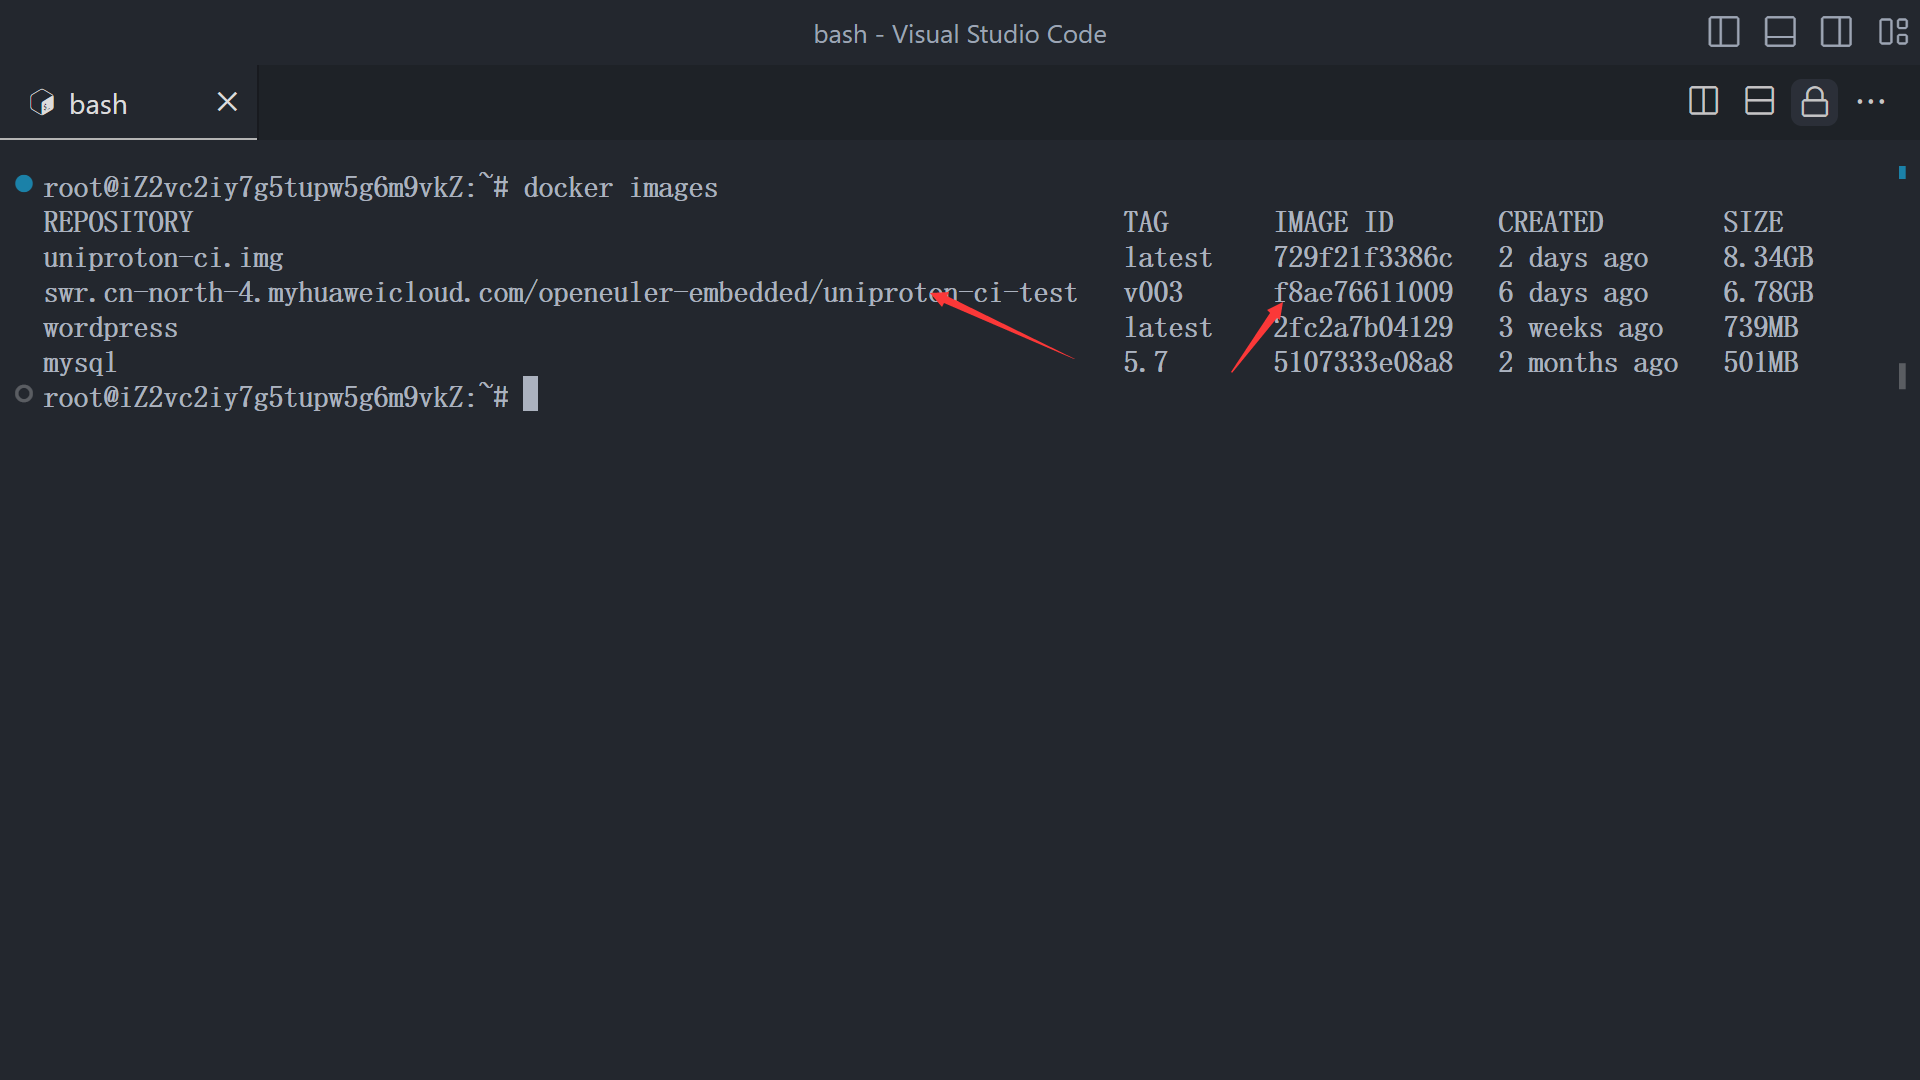 bash - Visual Studio Code
bash
root@iZ2vc2iy7g5tupw5g6m9vkZ:~# docker images
REPOSITORY TAG IMAGE ID CREATED SIZE
uniproton-ci.img latest 729f21f3386c 2 days ago 8.34GB
swr.cn-north-4.myhuaweicloud.com/openeuler-embedded/uniproton-ci-test v003 f8ae76611009 6 days ago 6.78GB
wordpress latest 2fc2a7b04129 3 weeks ago 739MB
mysql 5.7 5107333e08a8 2 months ago 501MB
root@iZ2vc2iy7g5tupw5g6m9vkZ:~#